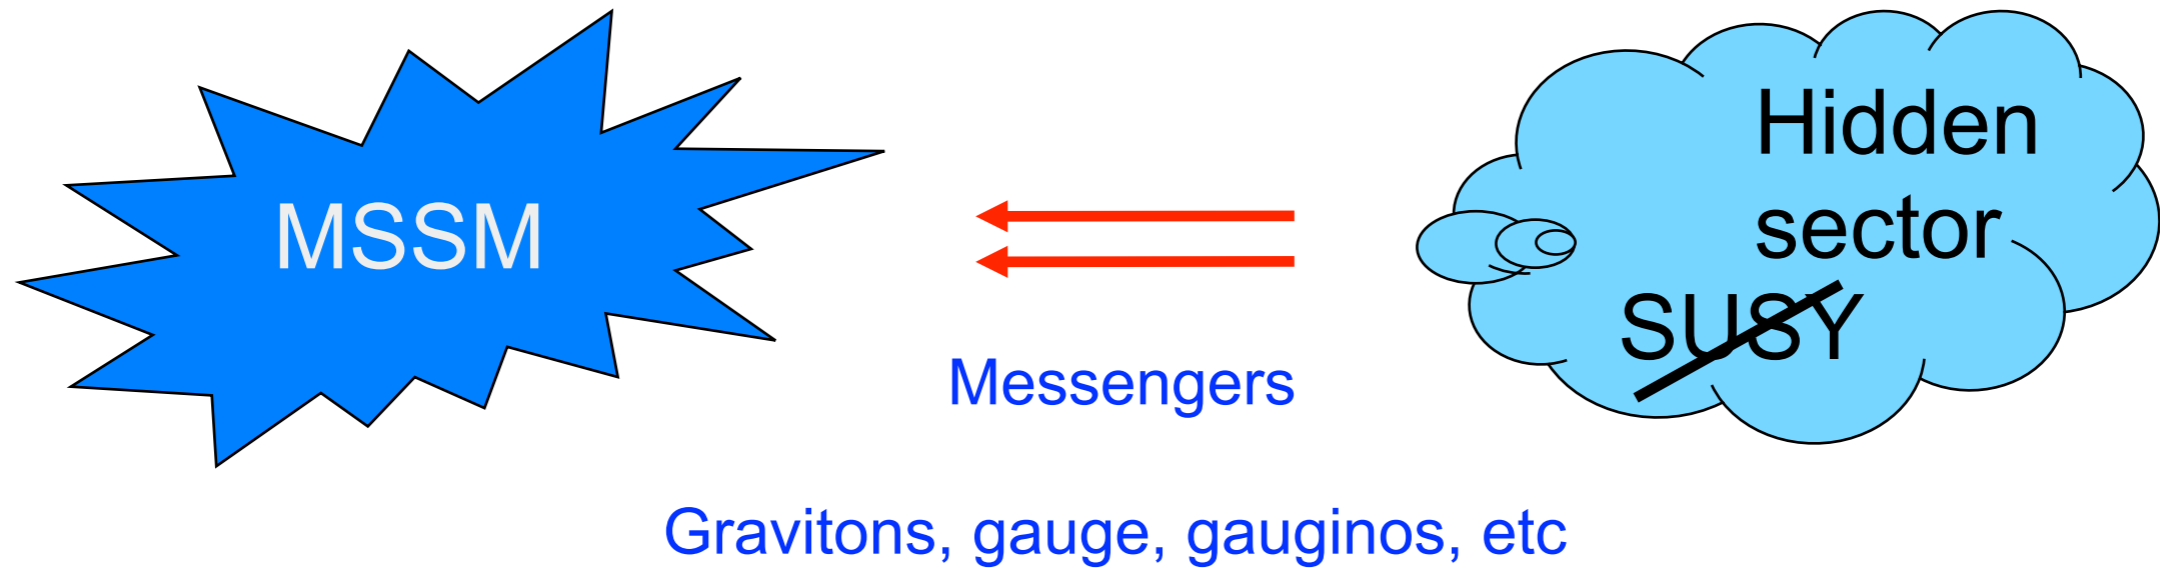 MSSM
Hidden
sector
SUSY
Messengers
Gravitons, gauge, gauginos, etc